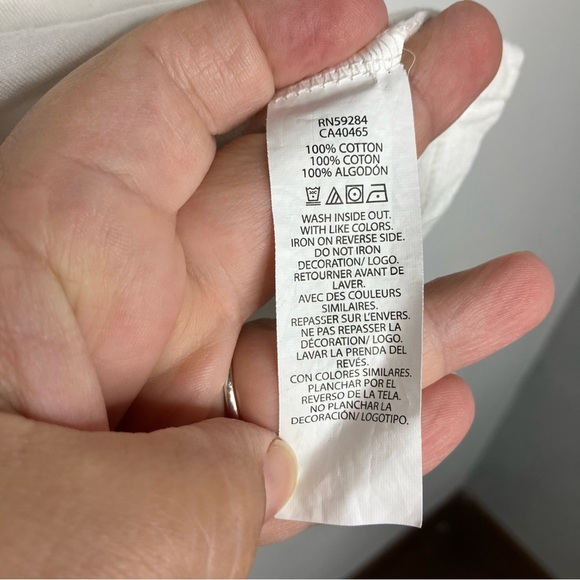 RN59284
CA40465
100% COTTON
100% COTON
100% ALGODÓN
WASH INSIDE OUT.
WITH LIKE COLORS.
IRON ON REVERSE SIDE.
DO NOT IRON
DECORATION/ LOGO.
RETOURNER AVANT DE
LAVER.
AVEC DES COULEURS
SIMILAIRES.
REPASSER SUR L'ENVERS.
NE PAS REPASSER LA
DÉCORATION/ LOGO.
LAVAR LA PRENDA DEL
REVÉS.
CON COLORES SIMILARES.
PLANCHAR POR EL
REVERSO DE LA TELA.
NO PLANCHAR LA
DECORACIÓN/ LOGOTIPO.